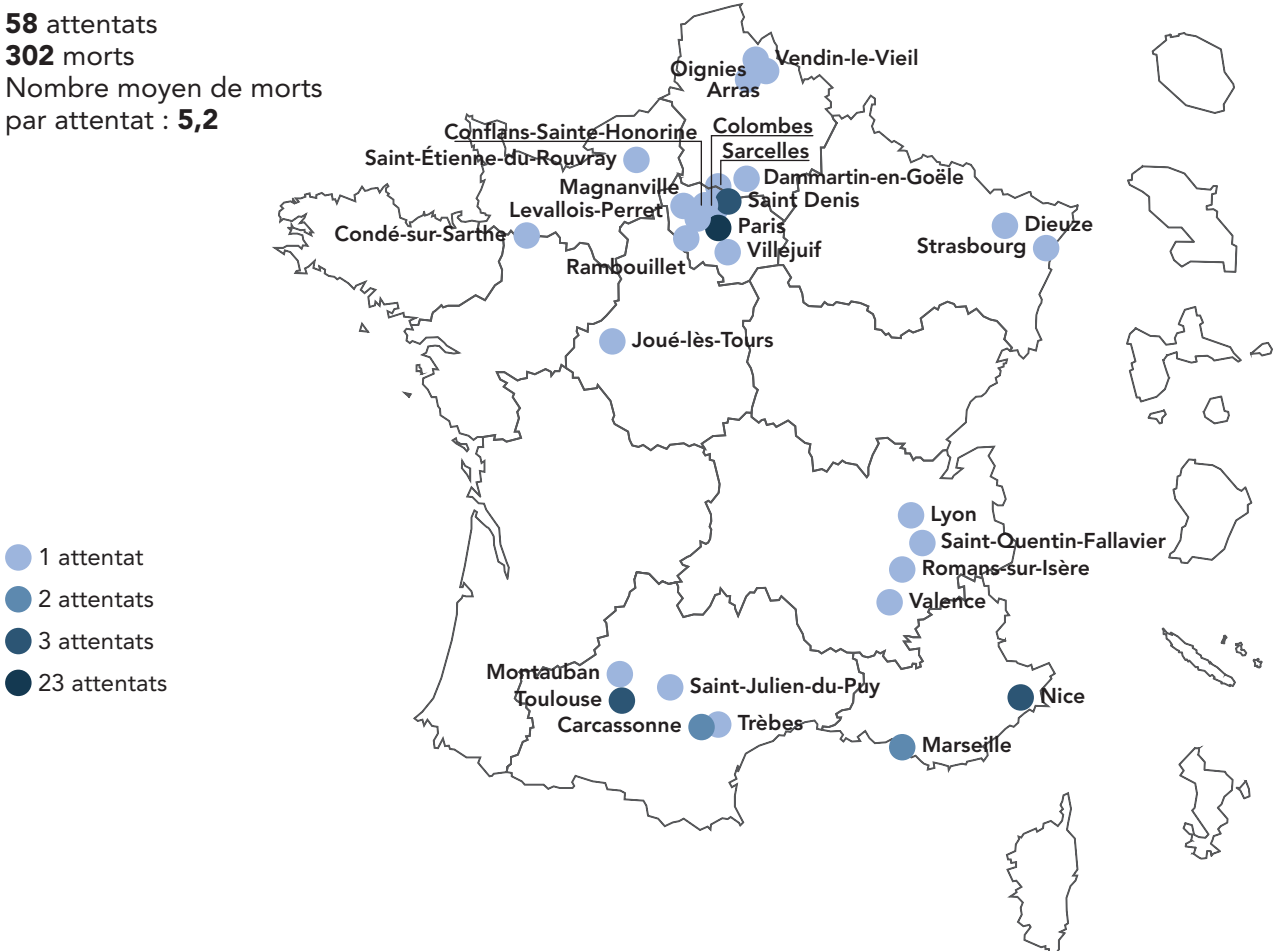 58 attentats
302 morts
Nombre moyen de morts
par attentat : 5,2
Vendin-le-Vieil
Oignies
Arras
Colombes
Conflans-Sainte-Honorine
Sarcelles
Saint-Étienne-du-Rouvray
Dammartin-en-Goële
Magnanville
Saint Denis
Levallois-Perret
Paris
Dieuze
Condé-sur-Sarthe
Strasbourg
Villejuif
Rambouillet
Joué-lès-Tours
Lyon
Saint-Quentin-Fallavier
Romans-sur-Isère
Valence
1 attentat
2 attentats
3 attentats
23 attentats
Montauban
Saint-Julien-du-Puy
Toulouse
Nice
Carcassonne
Trèbes
Marseille